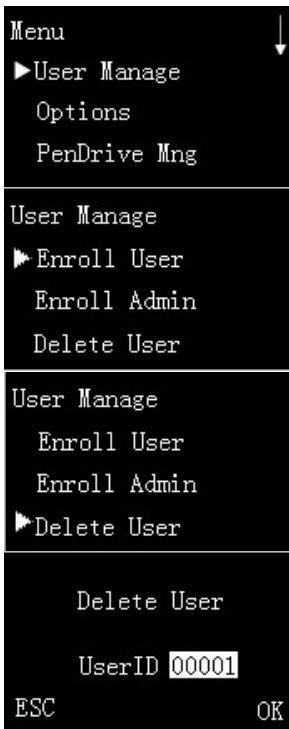 Menu
User Manage
Options
PenDrive Mng
User Manage
Enroll User
Enroll Admin
Delete User
User Manage
Enroll User
Enroll Admin
Delete User
Delete User
UserID 00001
ESC OK